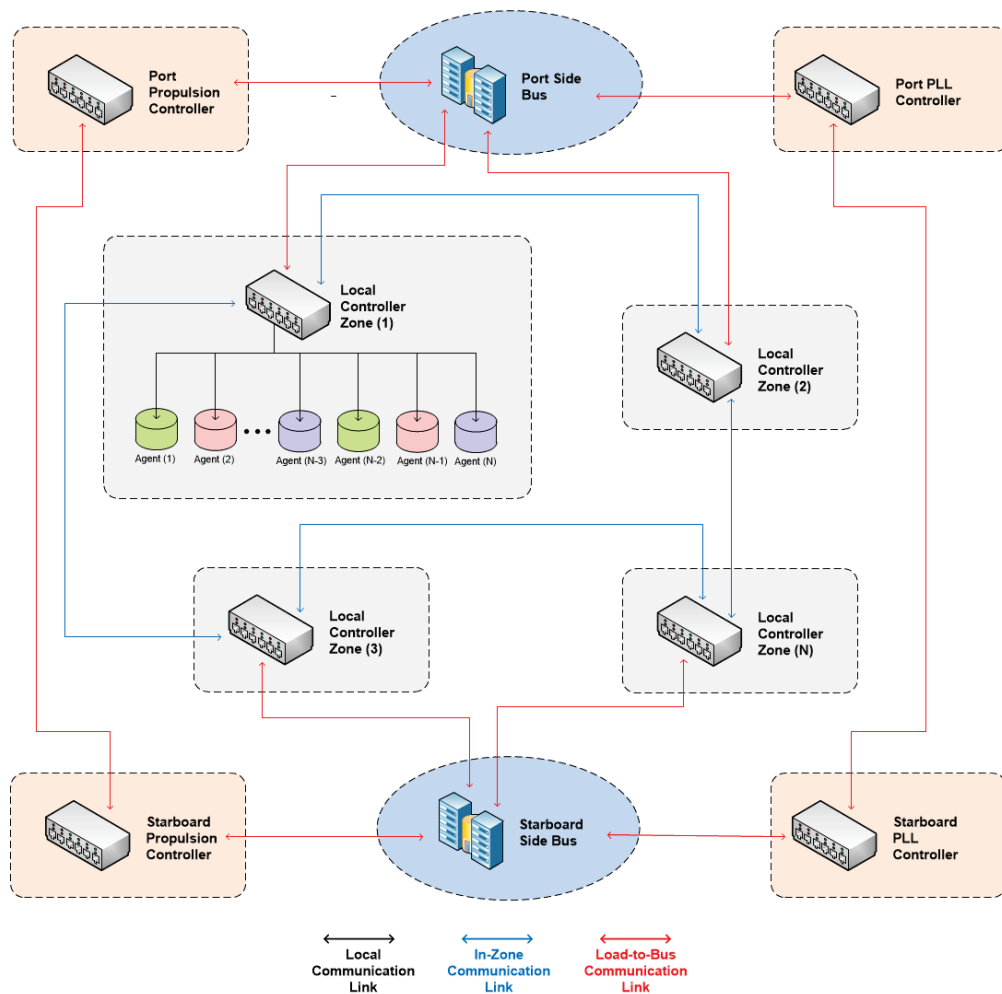 Port
Propulsion
Controller
Port Side
Bus
Port PLL
Controller
Local
Controller
Zone (1)
Agent (1)
Agent (2)
Agent (N-3)
Agent (N-2)
Agent (N-1)
Agent (N)
Local
Controller
Zone (2)
Local
Controller
Zone (3)
Local
Controller
Zone (N)
Starboard
Propulsion
Controller
Starboard
Side Bus
Starboard
PLL
Controller
Local
Communication
Link
In-Zone
Communication
Link
Load-to-Bus
Communication
Link